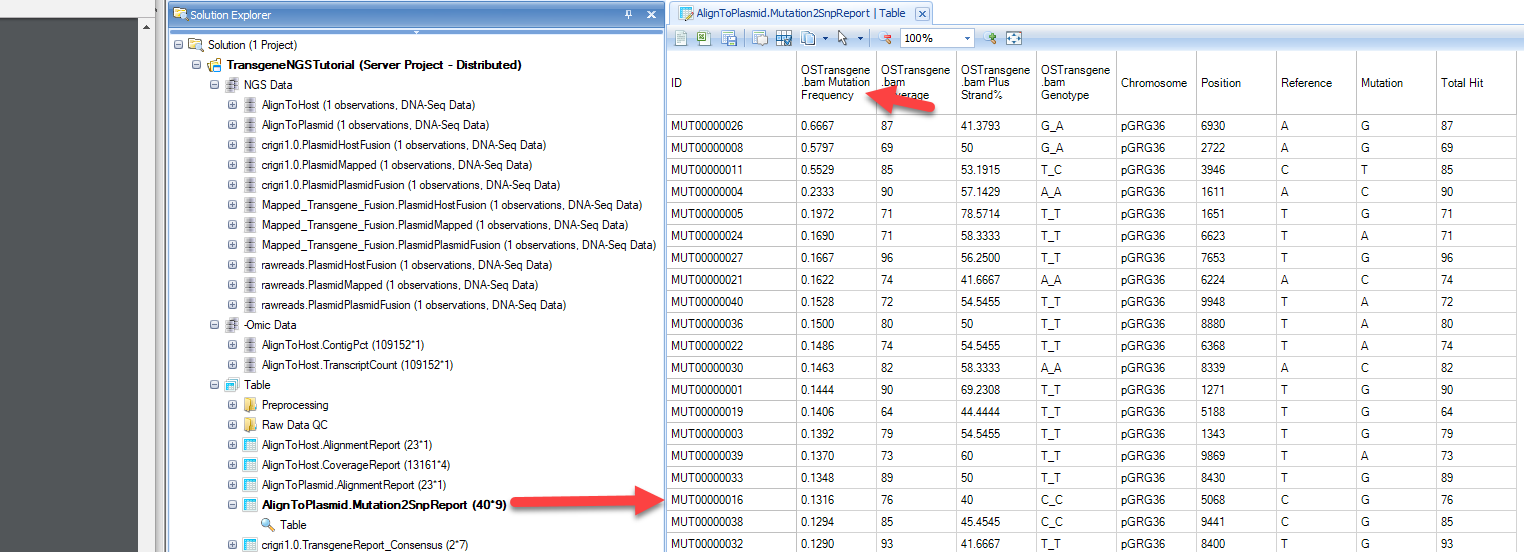 Solution Explorer
Solution (1 Project)
TransgeneNGSTutorial (Server Project - Distributed)
NGS Data
AlignToHost (1 observations, DNA-Seq Data)
AlignToPlasmid (1 observations, DNA-Seq Data)
crigri1.0.PlasmidHostFusion (1 observations, DNA-Seq Data)
crigri1.0.PlasmidMapped (1 observations, DNA-Seq Data)
crigri1.0.PlasmidPlasmidFusion (1 observations, DNA-Seq Data)
Mapped_Transgene_Fusion.PlasmidHostFusion (1 observations, DNA-Seq Data)
Mapped_Transgene_Fusion.PlasmidMapped (1 observations, DNA-Seq Data)
Mapped_Transgene_Fusion.PlasmidPlasmidFusion (1 observations, DNA-Seq Data)
rawreads.PlasmidHostFusion (1 observations, DNA-Seq Data)
rawreads.PlasmidMapped (1 observations, DNA-Seq Data)
rawreads.PlasmidPlasmidFusion (1 observations, DNA-Seq Data)
-Omic Data
AlignToHost.ContigPct (109152*1)
AlignToHost.TranscriptCount (109152*1)
Table
Preprocessing
Raw Data QC
AlignToHost.AlignmentReport (23*1)
AlignToHost.CoverageReport (13161*4)
AlignToPlasmid.AlignmentReport (23*1)
AlignToPlasmid.Mutation2SnpReport (40*9)
Table
crigri1.0.TransgeneReport_Consensus (2*7)
AlignToPlasmid.Mutation2SnpReport | Table
100%
OSTransgene OSTransgene OSTransgene OSTransgene
ID .bam Mutation .bam .bam Plus .bam Chromosome Position Reference Mutation Total Hit
Frequency Strand% Genotype
MUT00000026 0.6667 87 41.3793 G_A pGRG36 6930 A G 87
MUT00000008 0.5797 69 50 G_A pGRG36 2722 A G 69
MUT00000011 0.5529 85 53.1915 T_C pGRG36 3946 C T 85
MUT00000004 0.2333 90 57.1429 A_A pGRG36 1611 A C 90
MUT00000005 0.1972 71 78.5714 T_T pGRG36 1651 T G 71
MUT00000024 0.1690 71 58.3333 T_T pGRG36 6623 T A 71
MUT00000027 0.1667 96 56.2500 T_T pGRG36 7653 T G 96
MUT00000021 0.1622 74 41.6667 A_A pGRG36 6224 A C 74
MUT00000040 0.1528 72 54.5455 T_T pGRG36 9948 T A 72
MUT00000036 0.1500 80 50 T_T pGRG36 8880 T A 80
MUT00000022 0.1486 74 54.5455 T_T pGRG36 6368 T A 74
MUT00000030 0.1463 82 58.3333 A_A pGRG36 8339 A C 82
MUT00000001 0.1444 90 69.2308 T_T pGRG36 1271 T G 90
MUT00000019 0.1406 64 44.4444 T_T pGRG36 5188 T G 64
MUT00000003 0.1392 79 54.5455 T_T pGRG36 1343 T G 79
MUT00000039 0.1370 73 60 T_T pGRG36 9869 T A 73
MUT00000033 0.1348 89 50 T_T pGRG36 8430 T G 89
MUT00000016 0.1316 76 40 C_C pGRG36 5068 C G 76
MUT00000038 0.1294 85 45.4545 C_C pGRG36 9441 C G 85
MUT00000032 0.1290 93 41.6667 T_T pGRG36 8400 T G 93